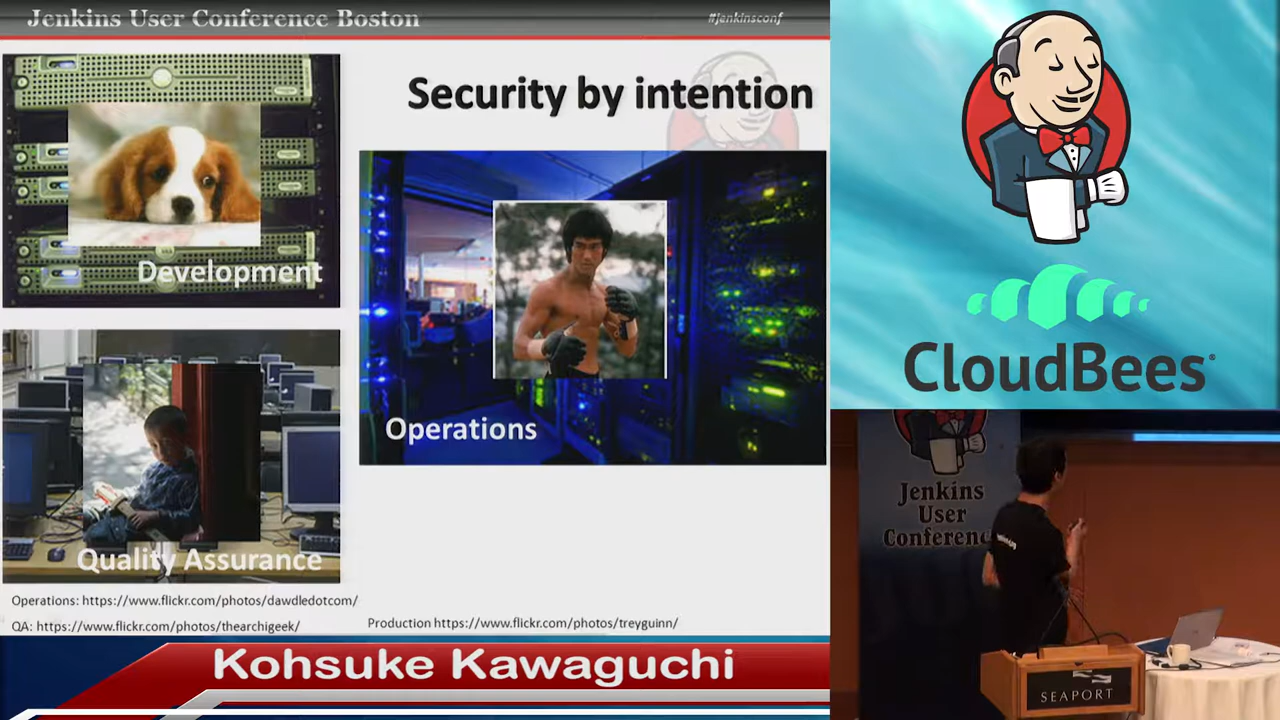 Jenkins User Conference Boston
#jenkinsconf
Security by intention
Development
Operations
Quality Assurance
Operations: https://www.flickr.com/photos/dawdledotcom/
QA: https://www.flickr.com/photos/thearchigeek/
Production https://www.flickr.com/photos/treyguinn/
Kohsuke Kawaguchi
CloudBees
Jenkins
User
Conference
SEAPORT